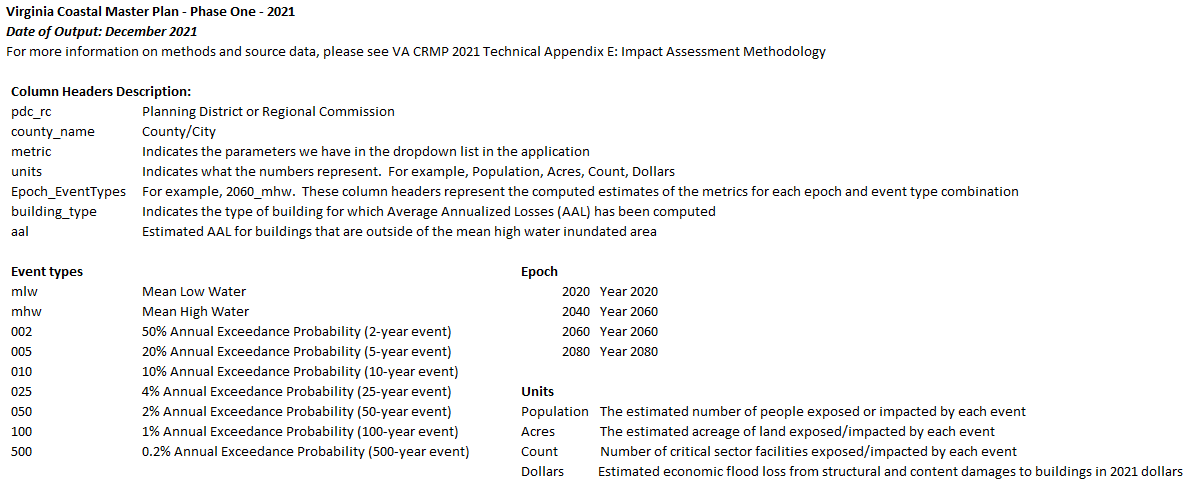 Virginia Coastal Master Plan - Phase One - 2021
Date of Output: December 2021
For more information on methods and source data, please see VA CRMP 2021 Technical Appendix E: Impact Assessment Methodology
Column Headers Description:
pdc_rc Planning District or Regional Commission
county_name County/City
metric Indicates the parameters we have in the dropdown list in the application
units Indicates what the numbers represent. For example, Population, Acres, Count, Dollars
Epoch_EventTypes For example, 2060_mhw. These column headers represent the computed estimates of the metrics for each epoch and event type combination
building_type Indicates the type of building for which Average Annualized Losses (AAL) has been computed
aal Estimated AAL for buildings that are outside of the mean high water inundated area
Event types
mlw Mean Low Water
mhw Mean High Water
002 50% Annual Exceedance Probability (2-year event)
005 20% Annual Exceedance Probability (5-year event)
010 10% Annual Exceedance Probability (10-year event)
025 4% Annual Exceedance Probability (25-year event)
050 2% Annual Exceedance Probability (50-year event)
100 1% Annual Exceedance Probability (100-year event)
500 0.2% Annual Exceedance Probability (500-year event)
Epoch
2020 Year 2020
2040 Year 2060
2060 Year 2060
2080 Year 2080
Units
Population The estimated number of people exposed or impacted by each event
Acres The estimated acreage of land exposed/impacted by each event
Count Number of critical sector facilities exposed/impacted by each event
Dollars Estimated economic flood loss from structural and content damages to buildings in 2021 dollars